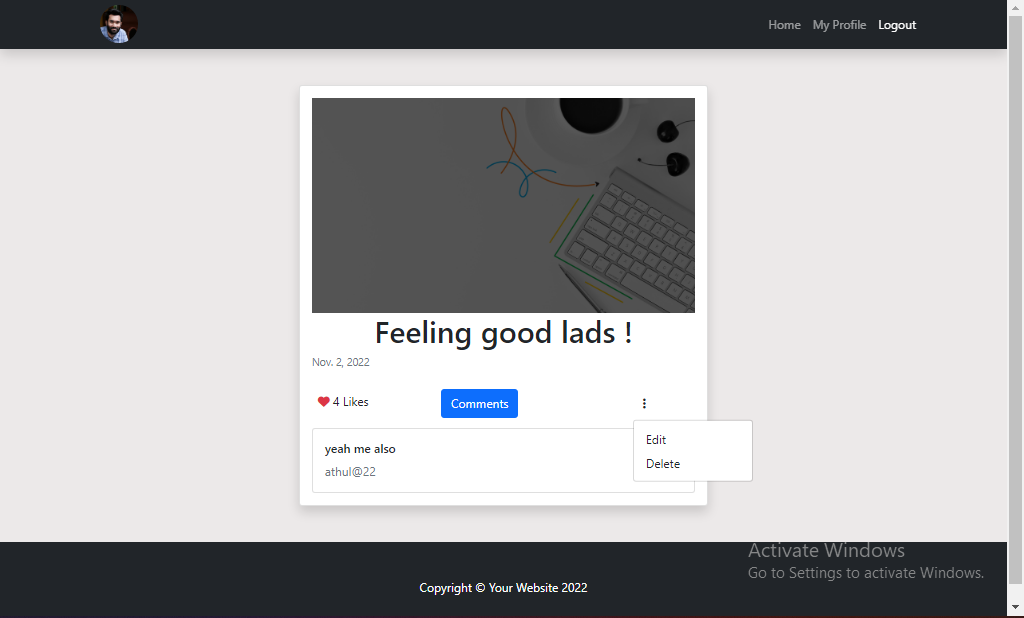 Home My Profile Logout
Feeling good lads !
Nov. 2, 2022
4 Likes Comments
Edit
yeah me also
Delete
athul@22
Activate Windows
Go to Settings to activate Windows.
Copyright © Your Website 2022